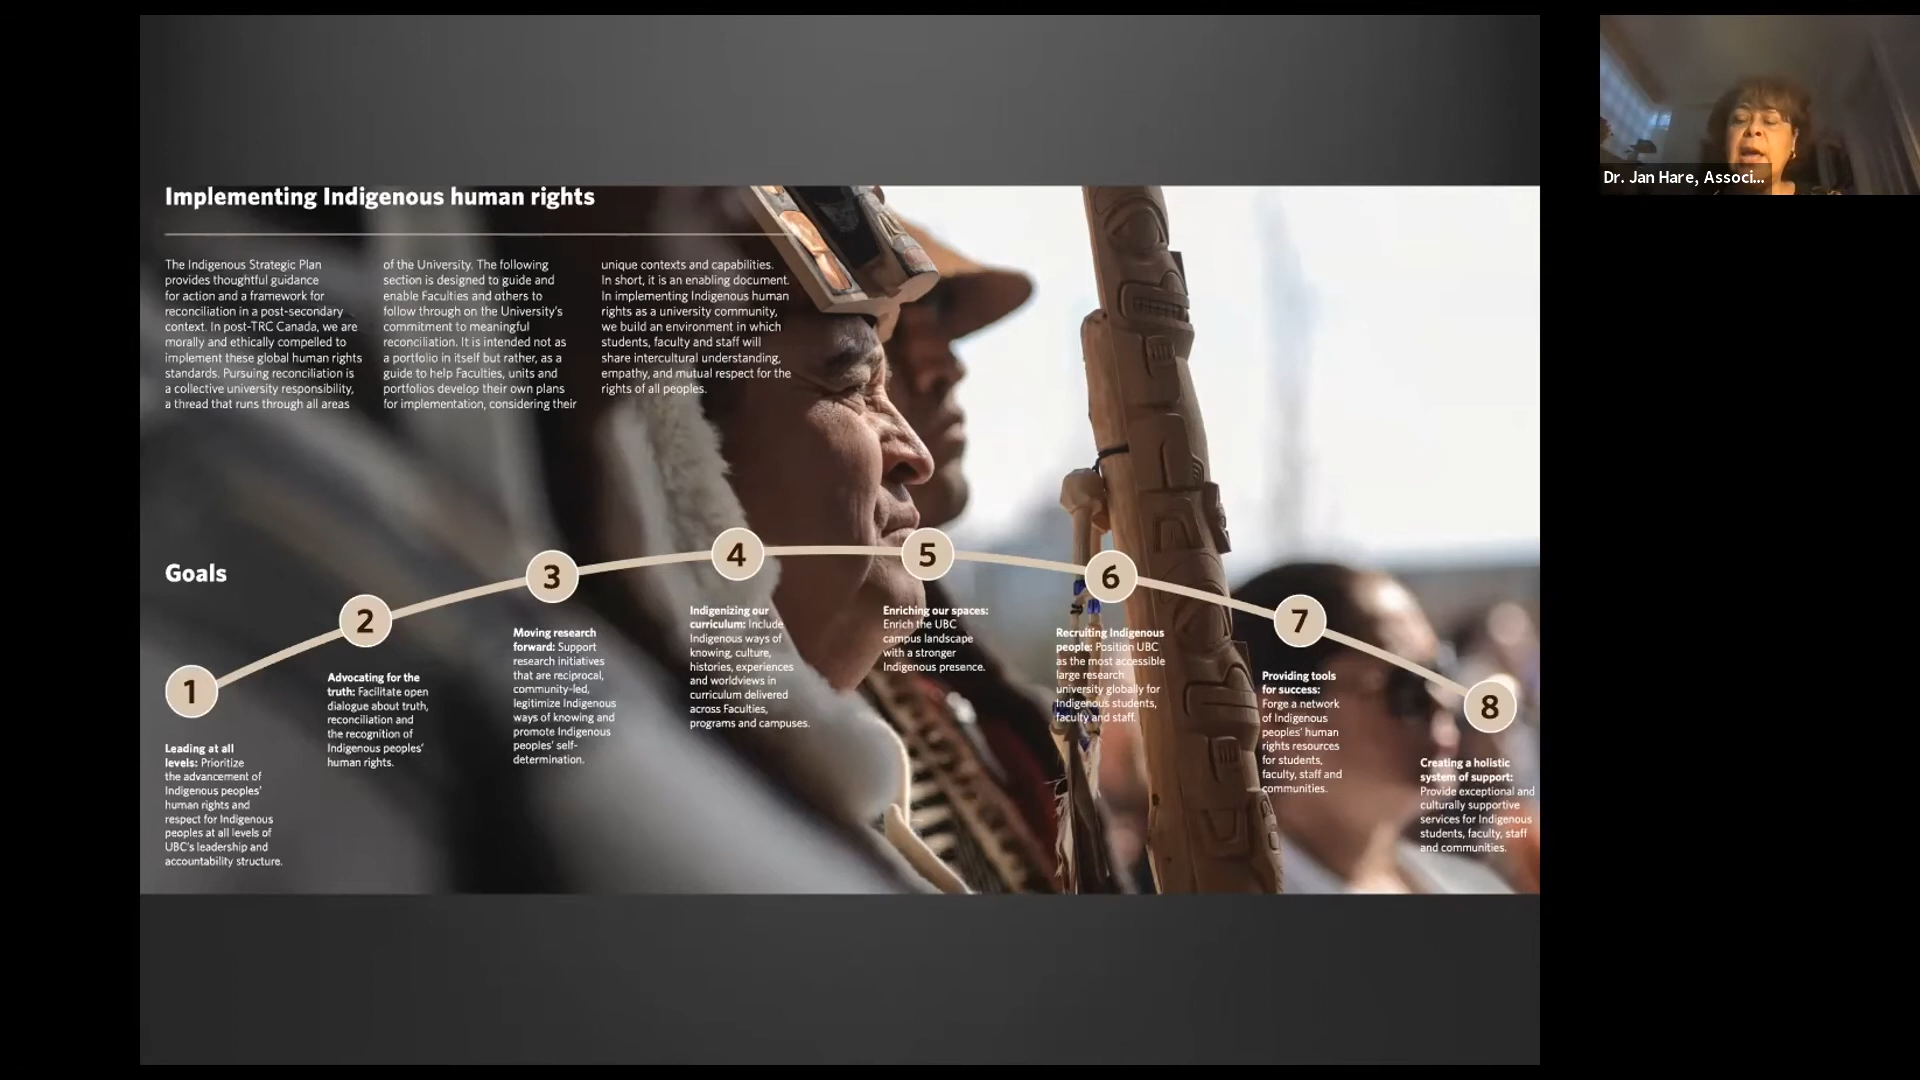 Implementing Indigenous human rights
The Indigenous Strategic Plan
provides thoughtful guidance
for action and a framework for
reconciliation in a post-secondary
context. In post-TRC Canada, we are
morally and ethically compelled to
implement these global human rights
standards. Pursuing reconciliation is
a collective university responsibility,
a thread that runs through all areas
of the University. The following
section is designed to guide and
enable Faculties and others to
follow through on the University's
commitment to meaningful
reconciliation. It is intended not as
a portfolio in itself but rather, as a
guide to help Faculties, units and
portfolios develop their own plans
for implementation, considering their
unique contexts and capabilities.
In short, it is an enabling document.
In implementing Indigenous human
rights as a university community,
we build an environment in which
students, faculty and staff will
share intercultural understanding,
empathy, and mutual respect for the
rights of all peoples.
Goals
1
Leading at all
levels: Prioritize
the advancement of
Indigenous peoples'
human rights and
respect for Indigenous
peoples at all levels of
UBC's leadership and
accountability structure.
2
Advocating for the
truth: Facilitate open
dialogue about truth,
reconciliation and
the recognition of
Indigenous peoples'
human rights.
3
Moving research
forward: Support
research initiatives
that are reciprocal,
community-led,
legitimize Indigenous
ways of knowing and
promote Indigenous
peoples' self-
determination.
4
Indigenizing our
curriculum: Include
Indigenous ways of
knowing, culture,
histories, experiences
and worldviews in
curriculum delivered
across Faculties,
programs and campuses.
5
Enriching our spaces:
Enrich the UBC
campus landscape
with a stronger
Indigenous presence.
6
Recruiting Indigenous
people: Position UBC
as the most accessible
large research
university globally for
Indigenous students,
faculty and staff.
7
Providing tools
for success:
Forge a network
of Indigenous
peoples' human
rights resources
for students,
faculty, staff and
communities.
8
Creating a holistic
system of support:
Provide exceptional and
culturally supportive
services for Indigenous
students, faculty, staff
and communities.
Dr. Jan Hare, Associ...